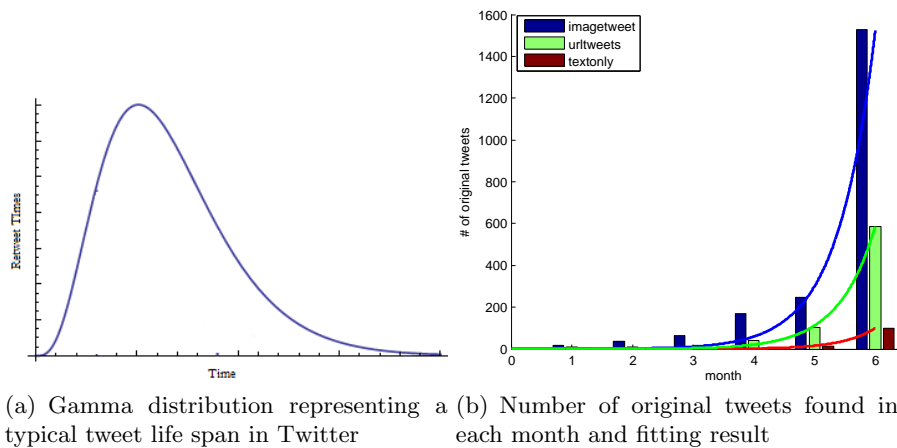 Retweet Times
Time
imagetweet
urltweets
textonly
1600
1400
1200
1000
800
600
400
200
0
# of original tweets
0 1 2 3 4 5 6
month
(a) Gamma distribution representing a
typical tweet life span in Twitter
(b) Number of original tweets found in
each month and fitting result